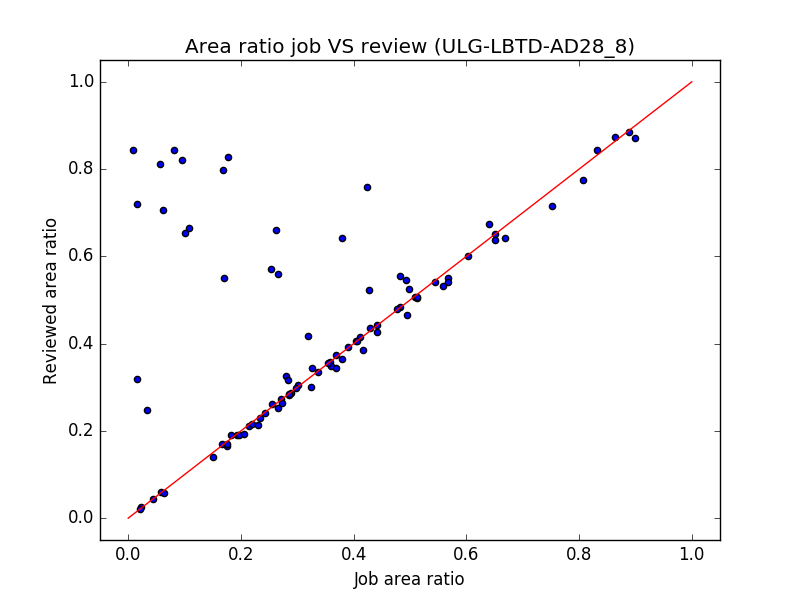 Area ratio job VS review (ULG-LBTD-AD28_8)
1.0
0.8
0.6
0.4
0.2
0.0
Reviewed area ratio
0.0 0.2 0.4 0.6 0.8 1.0
Job area ratio